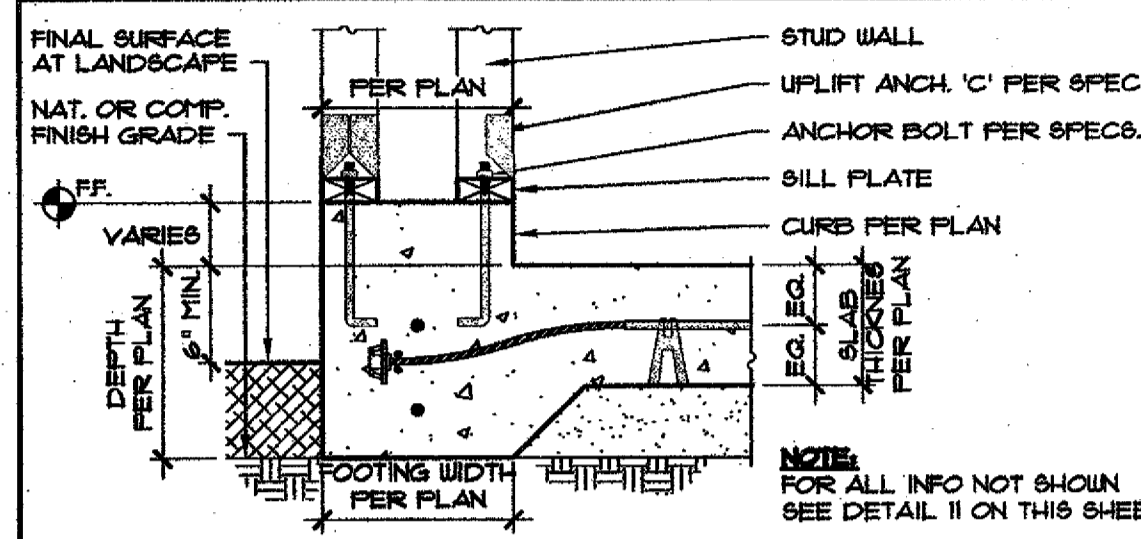 FINAL SURFACE
AT LANDSCAPE
NAT. OR COMP.
FINISH GRADE
F.F.
VARIES
6" MIN.
DEPTH
PER PLAN
PER PLAN
STUD WALL
UPLIFT ANCH. 'C' PER SPEC
ANCHOR BOLT PER SPECS.
SILL PLATE
CURB PER PLAN
EQ.
EQ.
SLAB
THICKNES
PER PLAN
FOOTING WIDTH
PER PLAN
NOTE:
FOR ALL INFO NOT SHOWN
SEE DETAIL 11 ON THIS SHEE